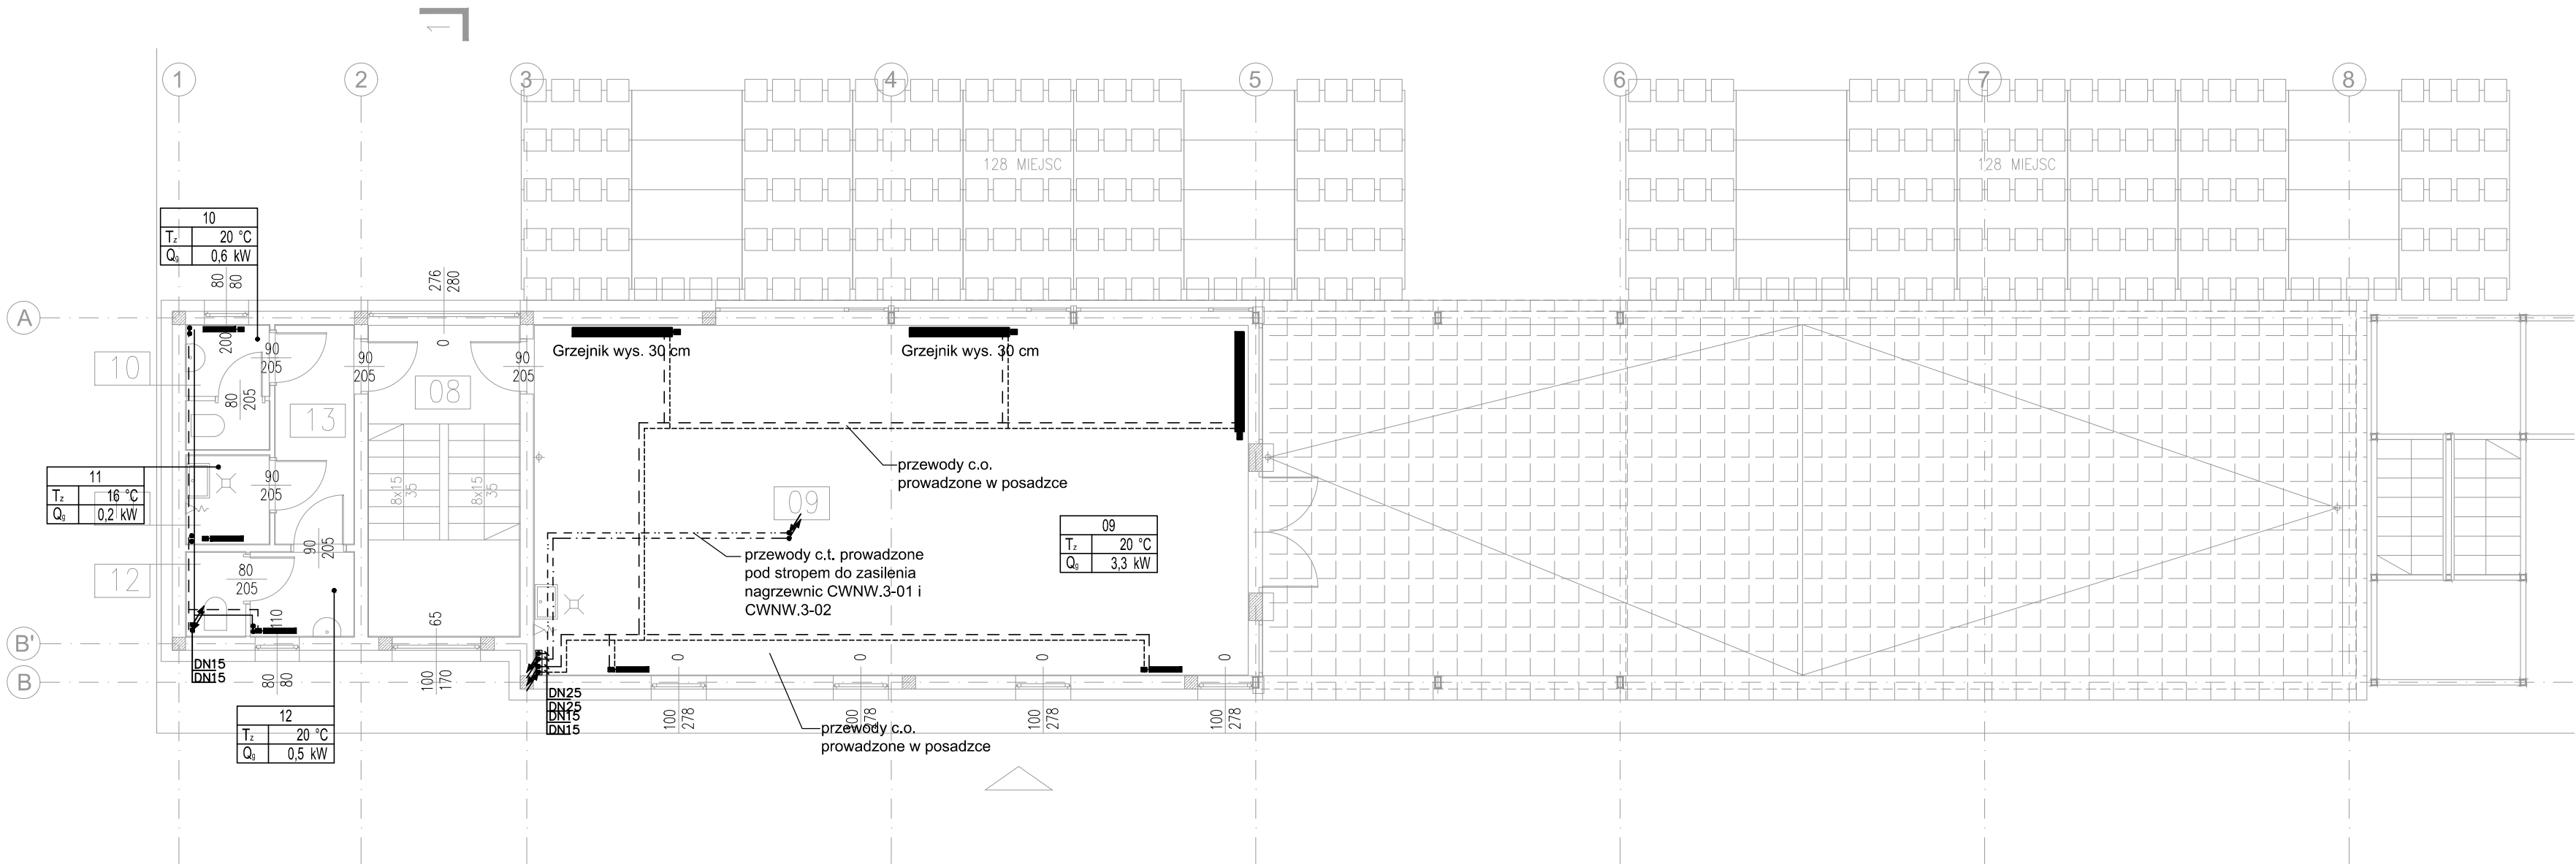 1
1
2
3
4
5
6
7
8
128 MIEJSC
128 MIEJSC
10
Tz 20 °C
Qg 0,6 kW
80
80
276
280
A
200
90
205
0
90
205
90
205
Grzejnik wys. 30 cm
Grzejnik wys. 30 cm
10
08
80
205
13
11
Tz 16 °C
Qg 0,2 kW
90
205
8x15
35
8x15
35
przewody c.o.
prowadzone w posadzce
09
09
Tz 20 °C
Qg 3,3 kW
90
205
przewody c.t. prowadzone
pod stropem do zasilenia
nagrzewnic CWNW.3-01 i
CWNW.3-02
12
80
205
110
65
B'
B
0
0
0
0
DN15
DN15
80
80
100
170
DN25
DN25
DN15
DN15
100
278
278
100
278
100
278
12
Tz 20 °C
Qg 0,5 kW
przewody c.o.
prowadzone w posadzce